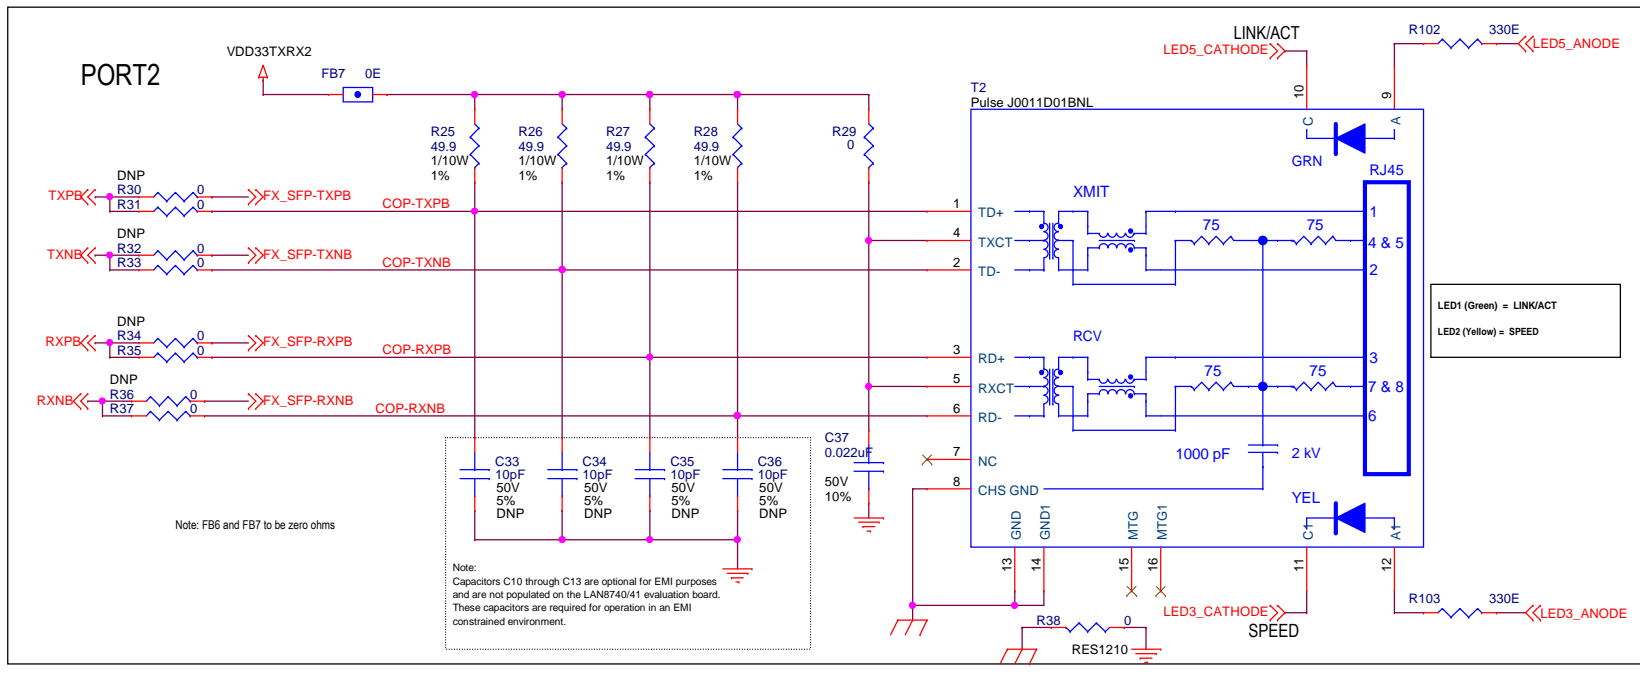 PORT2
VDD33TXRX2
FB7 0E
R25
49.9
1/10W
1%
R26
49.9
1/10W
1%
R27
49.9
1/10W
1%
R28
49.9
1/10W
1%
R29
0
DNP
TXPB R30 0 FX_SFP-TXPB
R31 0 COP-TXPB
DNP
TXNB R32 0 FX_SFP-TXNB
R33 0 COP-TXNB
DNP
RXPB R34 0 FX_SFP-RXPB
R35 0 COP-RXPB
DNP
RXNB R36 0 FX_SFP-RXNB
R37 0 COP-RXNB
C33
10pF
50V
5%
DNP
C34
10pF
50V
5%
DNP
C35
10pF
50V
5%
DNP
C36
10pF
50V
5%
DNP
C37
0.022uF
50V
10%
Note: FB6 and FB7 to be zero ohms
Note:
Capacitors C10 through C13 are optional for EMI purposes
and are not populated on the LAN8740/41 evaluation board.
These capacitors are required for operation in an EMI
constrained environment.
T2
Pulse J0011D01BNL
LINK/ACT
LED5_CATHODE
R102 330E LED5_ANODE
10
9
C
A
GRN
RJ45
XMIT
1 TD+
4 TXCT
2 TD-
75 75
1
4 & 5
2
RCV
3 RD+
5 RXCT
6 RD-
75 75
3
7 & 8
6
7 NC
8 CHS GND
1000 pF 2 kV
YEL
GND
GND1
MTG
MTG1
C1
A1
13
14
15
16
11
12
LED3_CATHODE
SPEED
R103 330E LED3_ANODE
R38 0
RES1210
LED1 (Green) = LINK/ACT
LED2 (Yellow) = SPEED